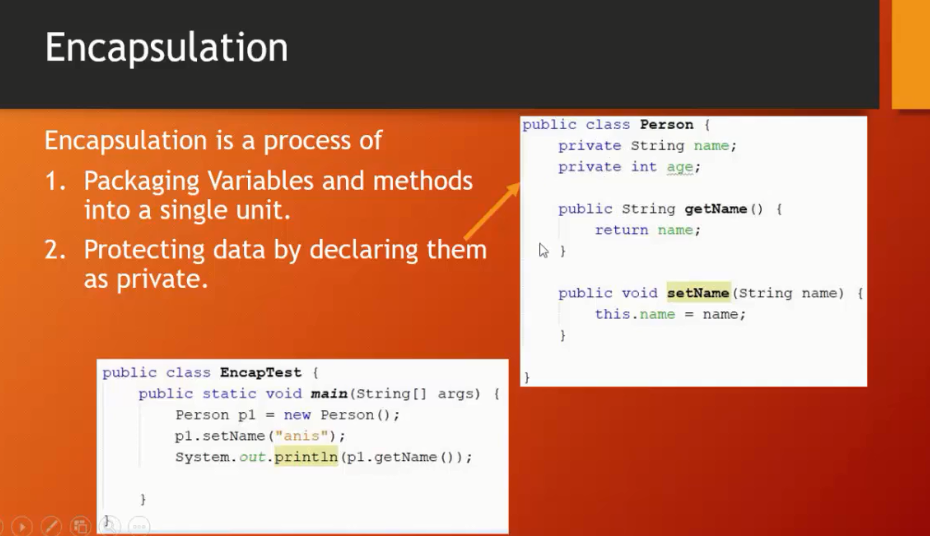 Encapsulation
Encapsulation is a process of
1. Packaging Variables and methods
into a single unit.
2. Protecting data by declaring them
as private.
public class Person {
private String name;
private int age;
public String getName() {
return name;
}
public void setName(String name) {
this.name = name;
}
}
public class EncapTest {
public static void main(String[] args) {
Person p1 = new Person();
p1.setName("anis");
System.out.println(p1.getName());
}
}